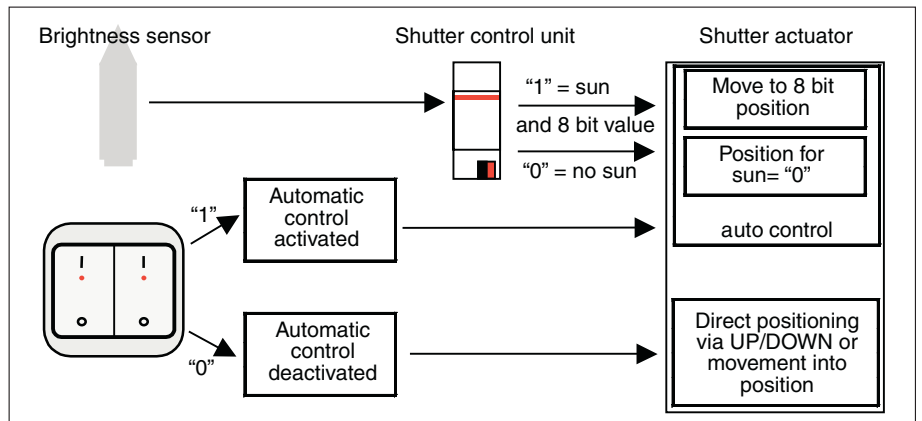 Brightness sensor
Shutter control unit
Shutter actuator
“1” = sun
and 8 bit value
“0” = no sun
Move to 8 bit
position
Position for
sun= “0”
auto control
“1”
Automatic
control
activated
“0”
Automatic
control
deactivated
Direct positioning
via UP/DOWN or
movement into
position